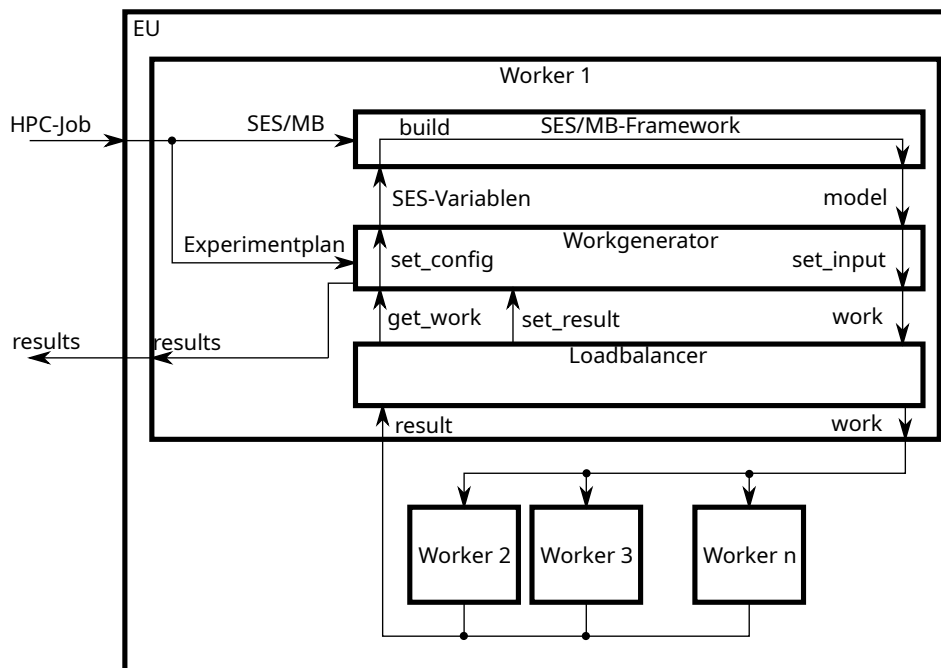 EU
Worker 1
HPC-Job
SES/MB
build
SES/MB-Framework
SES-Variablen
model
Experimentplan
Workgenerator
set_config
set_input
get_work
set_result
work
results
results
Loadbalancer
result
work
Worker 2
Worker 3
Worker n